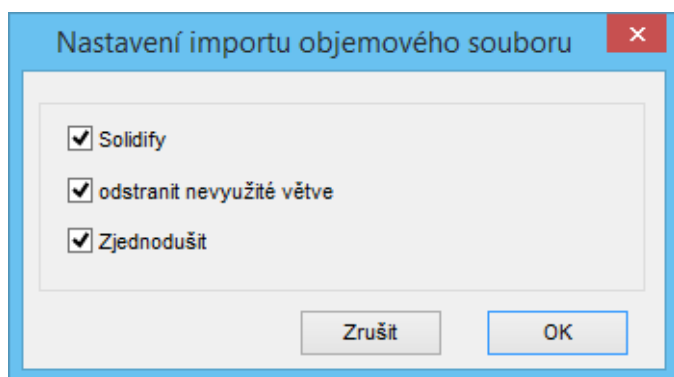 Nastavení importu objemového souboru
Solidify
odstranit nevyužité větve
Zjednodušit
Zrušit
OK